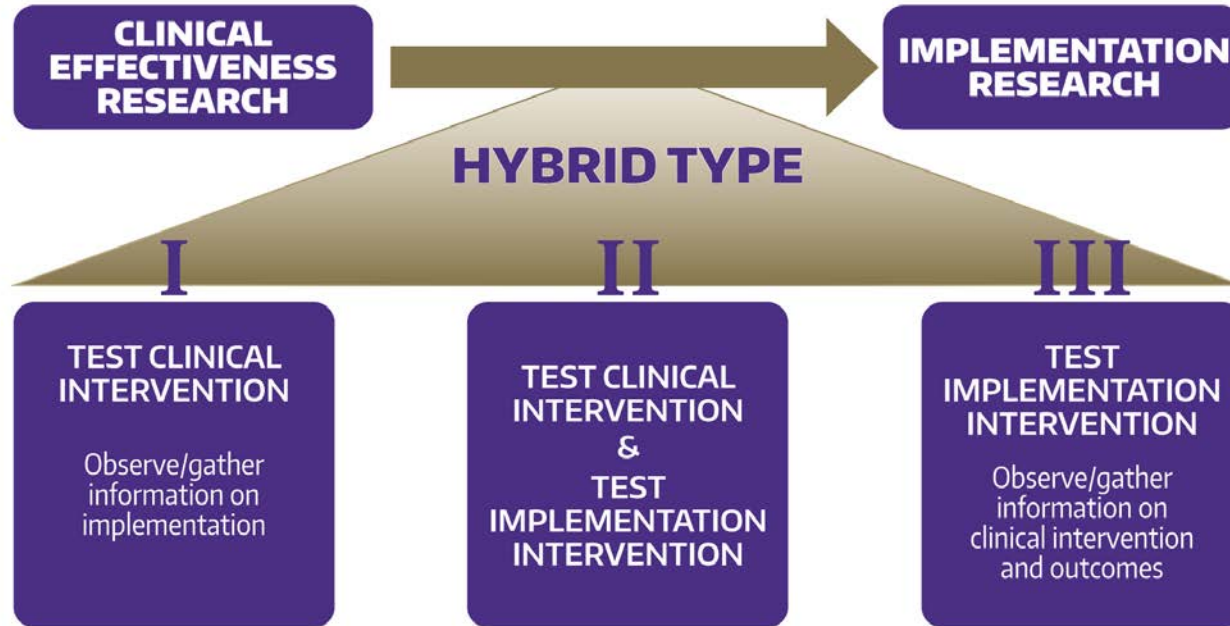 CLINICAL
EFFECTIVENESS
RESEARCH
IMPLEMENTATION
RESEARCH
HYBRID TYPE
I
II
III
TEST CLINICAL
INTERVENTION
Observe/gather
information on
implementation
TEST CLINICAL
INTERVENTION
&
TEST
IMPLEMENTATION
INTERVENTION
TEST
IMPLEMENTATION
INTERVENTION
Observe/gather
information on
clinical intervention
and outcomes